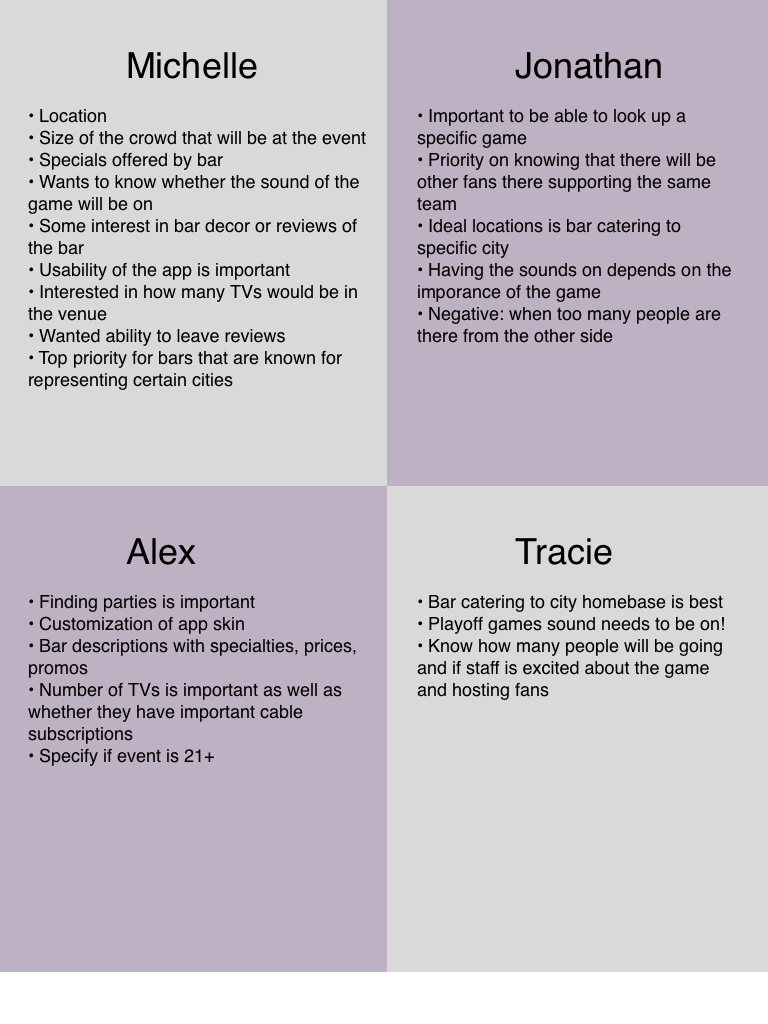 Michelle
• Location
• Size of the crowd that will be at the event
• Specials offered by bar
• Wants to know whether the sound of the
game will be on
• Some interest in bar decor or reviews of
the bar
• Usability of the app is important
• Interested in how many TVs would be in
the venue
• Wanted ability to leave reviews
• Top priority for bars that are known for
representing certain cities
Jonathan
• Important to be able to look up a
specific game
• Priority on knowing that there will be
other fans there supporting the same
team
• Ideal locations is bar catering to
specific city
• Having the sounds on depends on the
imporance of the game
• Negative: when too many people are
there from the other side
Alex
• Finding parties is important
• Customization of app skin
• Bar descriptions with specialties, prices,
promos
• Number of TVs is important as well as
whether they have important cable
subscriptions
• Specify if event is 21+
Tracie
• Bar catering to city homebase is best
• Playoff games sound needs to be on!
• Know how many people will be going
and if staff is excited about the game
and hosting fans